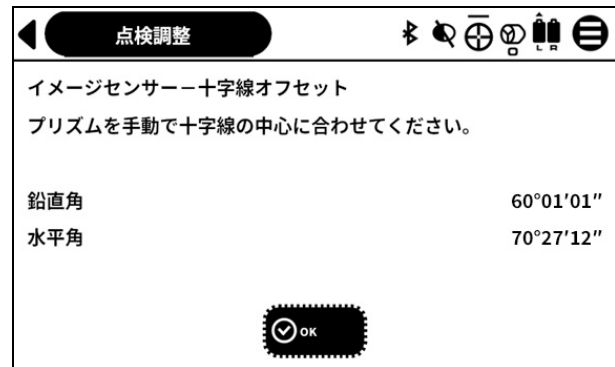 点検調整
L R
イメージセンサー－十字線オフセット
プリズムを手動で十字線の中心に合わせてください。
鉛直角 60°01′01″
水平角 70°27′12″
OK